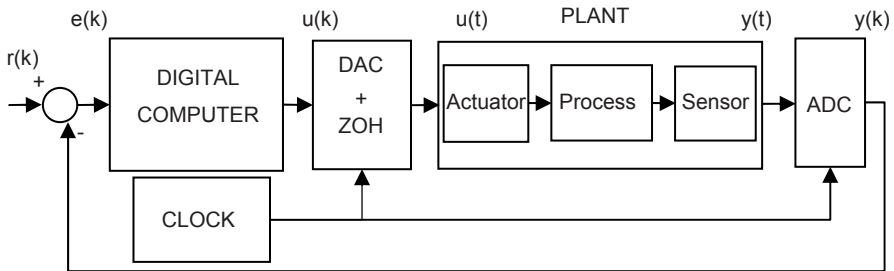 e(k)
u(k)
u(t)
PLANT
y(t)
y(k)
r(k)
+
-
DIGITAL
COMPUTER
DAC
+
ZOH
Actuator
Process
Sensor
ADC
CLOCK